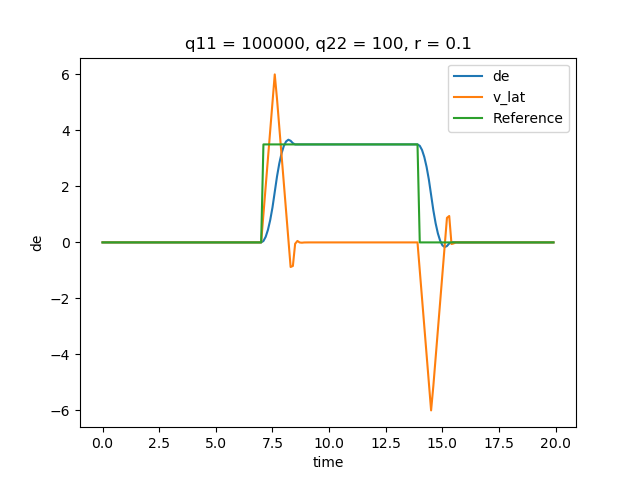 q11 = 100000, q22 = 100, r = 0.1
de
v_lat
Reference
6
4
2
0
−2
−4
−6
de
0.0 2.5 5.0 7.5 10.0 12.5 15.0 17.5 20.0
time